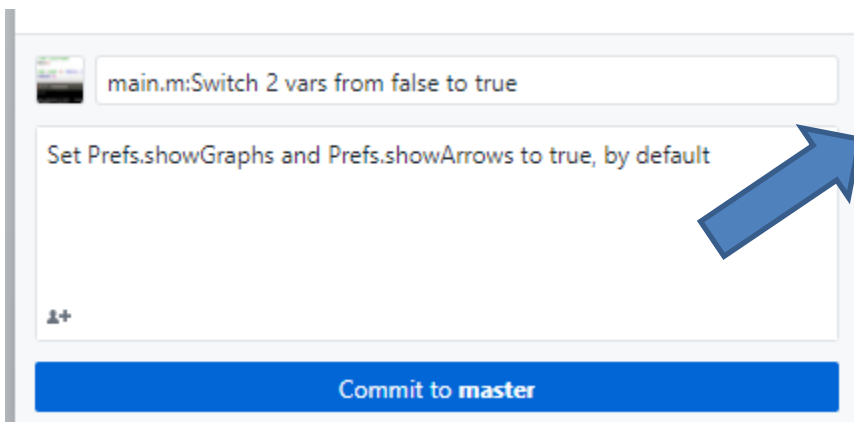 main.m:Switch 2 vars from false to true
Set Prefs.showGraphs and Prefs.showArrows to true, by default
Commit to master